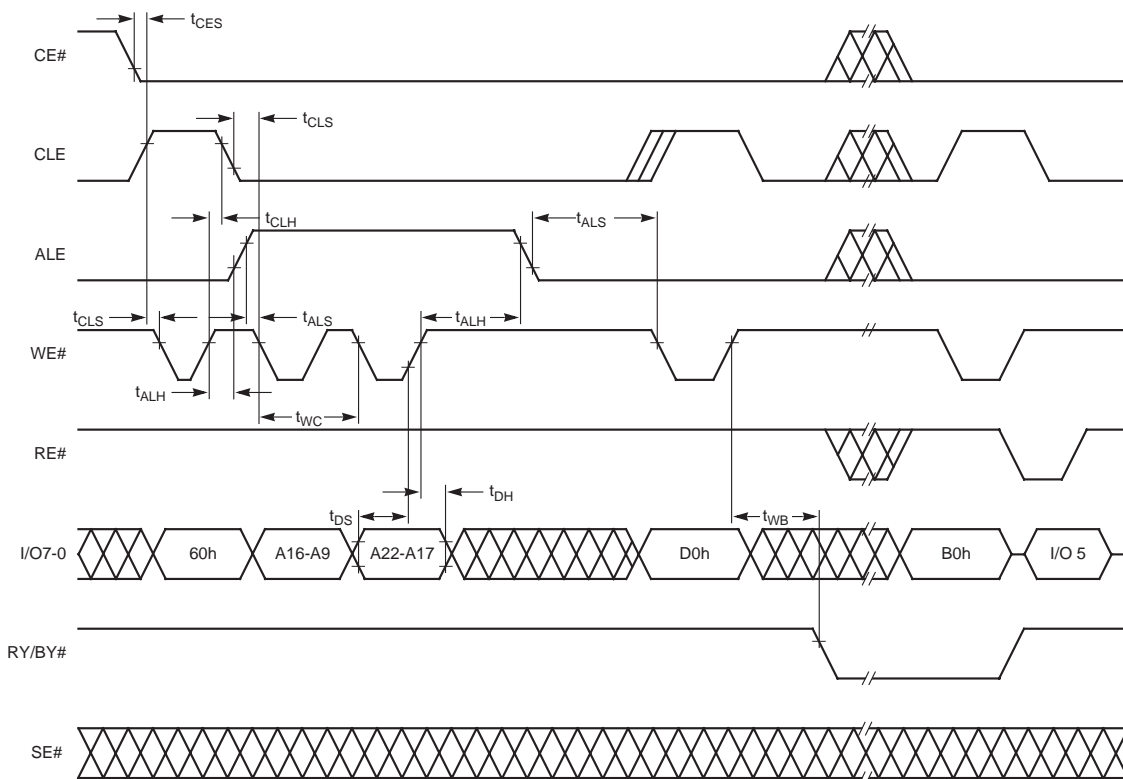 tCES
CE#
tCLS
CLE
tCLH
tALS
ALE
tCLS
tALS
tALH
WE#
tALH
tWC
RE#
tDH
tDS
tWB
I/O7-0
60h
A16-A9
A22-A17
D0h
B0h
I/O 5
RY/BY#
SE#